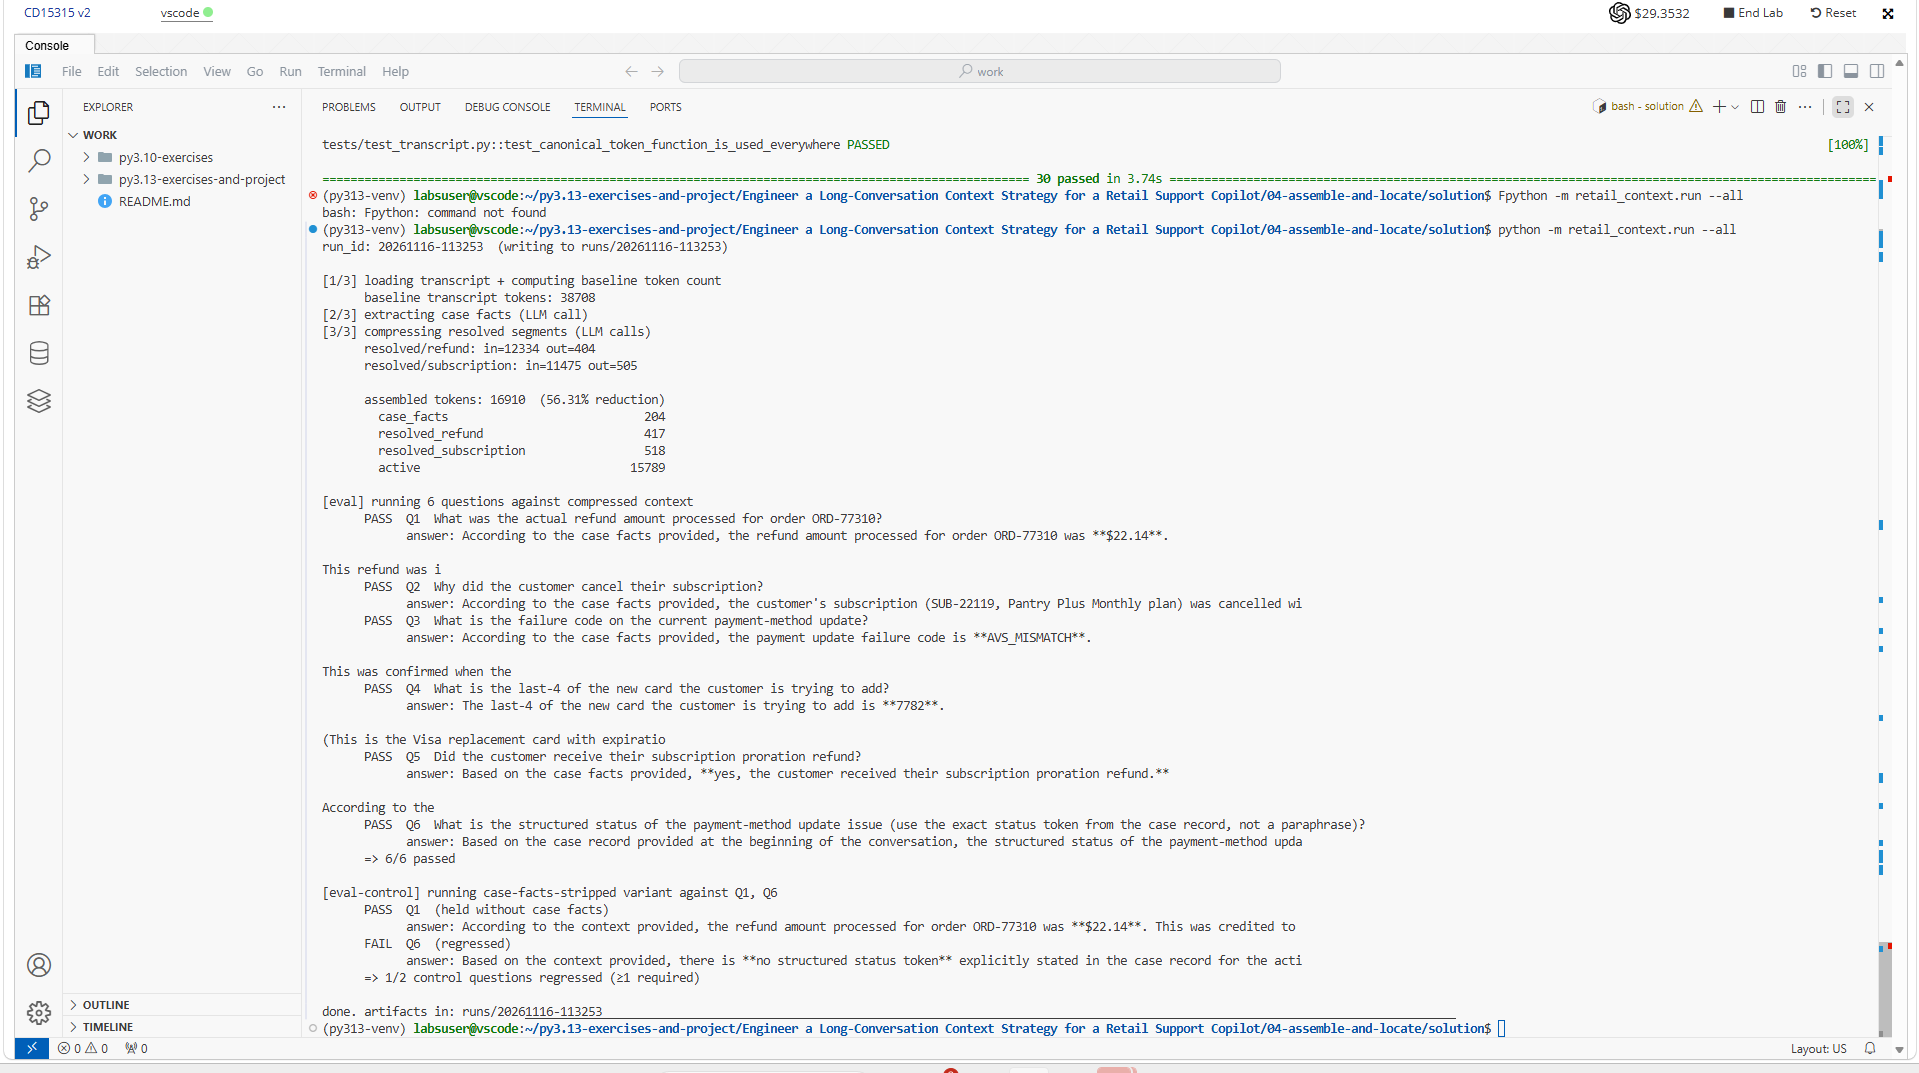 CD15315 v2
vscode
$29.3532
End Lab
Reset
Console
File Edit Selection View Go Run Terminal Help
work
EXPLORER
WORK
py3.10-exercises
py3.13-exercises-and-project
README.md
OUTLINE
TIMELINE
PROBLEMS OUTPUT DEBUG CONSOLE TERMINAL PORTS
bash - solution
tests/test_transcript.py::test_canonical_token_function_is_used_everywhere PASSED [100%]
30 passed in 3.74s
(py313-venv) labsuser@vscode:~/py3.13-exercises-and-project/Engineer a Long-Conversation Context Strategy for a Retail Support Copilot/04-assemble-and-locate/solution$ Fpython -m retail_context.run --all
bash: Fpython: command not found
(py313-venv) labsuser@vscode:~/py3.13-exercises-and-project/Engineer a Long-Conversation Context Strategy for a Retail Support Copilot/04-assemble-and-locate/solution$ python -m retail_context.run --all
run_id: 20261116-113253  (writing to runs/20261116-113253)
[1/3] loading transcript + computing baseline token count
baseline transcript tokens: 38708
[2/3] extracting case facts (LLM call)
[3/3] compressing resolved segments (LLM calls)
resolved/refund: in=12334 out=404
resolved/subscription: in=11475 out=505
assembled tokens: 16910  (56.31% reduction)
case_facts 204
resolved_refund 417
resolved_subscription 518
active 15789
[eval] running 6 questions against compressed context
PASS  Q1  What was the actual refund amount processed for order ORD-77310?
answer: According to the case facts provided, the refund amount processed for order ORD-77310 was **$22.14**.
This refund was i
PASS  Q2  Why did the customer cancel their subscription?
answer: According to the case facts provided, the customer's subscription (SUB-22119, Pantry Plus Monthly plan) was cancelled wi
PASS  Q3  What is the failure code on the current payment-method update?
answer: According to the case facts provided, the payment update failure code is **AVS_MISMATCH**.
This was confirmed when the
PASS  Q4  What is the last-4 of the new card the customer is trying to add?
answer: The last-4 of the new card the customer is trying to add is **7782**.
(This is the Visa replacement card with expiratio
PASS  Q5  Did the customer receive their subscription proration refund?
answer: Based on the case facts provided, **yes, the customer received their subscription proration refund.**
According to the
PASS  Q6  What is the structured status of the payment-method update issue (use the exact status token from the case record, not a paraphrase)?
answer: Based on the case record provided at the beginning of the conversation, the structured status of the payment-method upda
=> 6/6 passed
[eval-control] running case-facts-stripped variant against Q1, Q6
PASS  Q1  (held without case facts)
answer: According to the context provided, the refund amount processed for order ORD-77310 was **$22.14**. This was credited to
FAIL  Q6  (regressed)
answer: Based on the context provided, there is **no structured status token** explicitly stated in the case record for the acti
=> 1/2 control questions regressed (≥1 required)
done. artifacts in: runs/20261116-113253
(py313-venv) labsuser@vscode:~/py3.13-exercises-and-project/Engineer a Long-Conversation Context Strategy for a Retail Support Copilot/04-assemble-and-locate/solution$
0 0 0
Layout: US